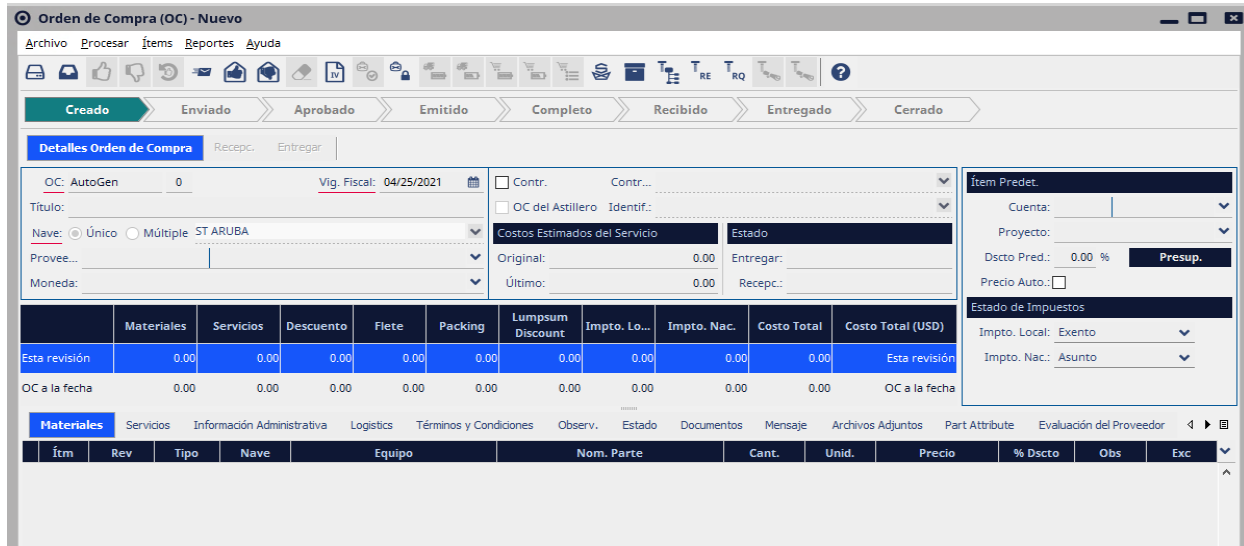 Orden de Compra (OC) - Nuevo
Archivo Procesar Ítems Reportes Ayuda
IV T T RE T RQ T T ?
Creado Enviado Aprobado Emitido Completo Recibido Entregado Cerrado
Detalles Orden de Compra Recepc. Entregar
OC: AutoGen 0 Vig. Fiscal: 04/25/2021 Contr. Contr... Ítem Predet.
Título: OC del Astillero Identif.: Cuenta:
Nave: Único Múltiple ST ARUBA Costos Estimados del Servicio Estado Proyecto:
Provee... Original: 0.00 Entregar: Dscto Pred.: 0.00 % Presup.
Moneda: Último: 0.00 Recepc.: Precio Auto.:
Estado de Impuestos
Materiales Servicios Descuento Flete Packing Lumpsum Discount Impto. Lo... Impto. Nac. Costo Total Costo Total (USD)
Impto. Local: Exento
Esta revisión 0.00 0.00 0.00 0.00 0.00 0.00 0.00 0.00 0.00 Esta revisión
Impto. Nac.: Asunto
OC a la fecha 0.00 0.00 0.00 0.00 0.00 0.00 0.00 0.00 0.00 OC a la fecha
Materiales Servicios Información Administrativa Logistics Términos y Condiciones Observ. Estado Documentos Mensaje Archivos Adjuntos Part Attribute Evaluación del Proveedor
Ítm Rev Tipo Nave Equipo Nom. Parte Cant. Unid. Precio % Dscto Obs Exc